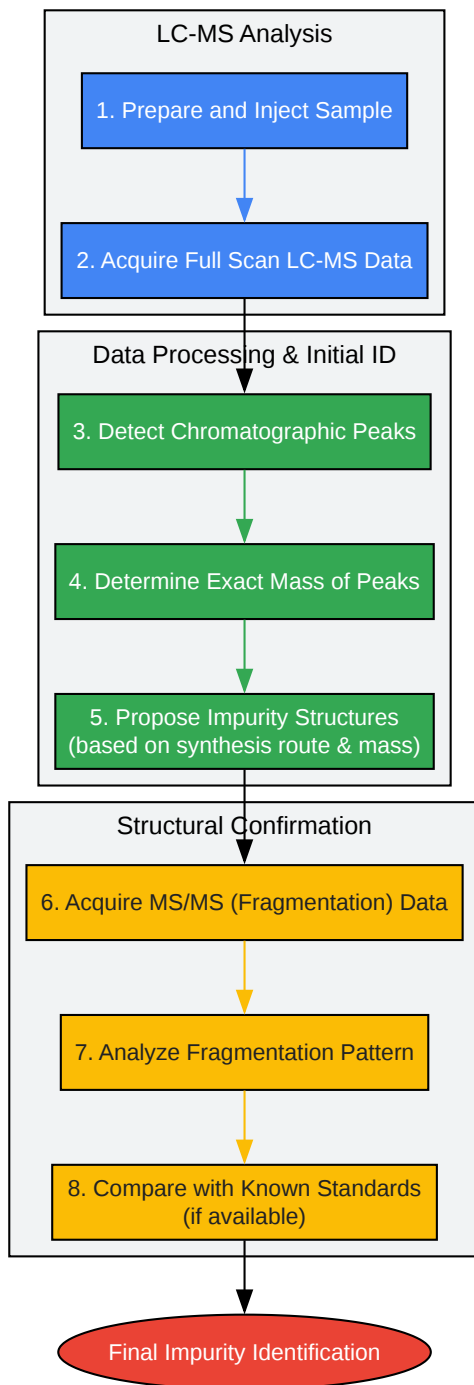 LC-MS Analysis
1. Prepare and Inject Sample
2. Acquire Full Scan LC-MS Data
Data Processing & Initial ID
3. Detect Chromatographic Peaks
4. Determine Exact Mass of Peaks
5. Propose Impurity Structures
(based on synthesis route & mass)
Structural Confirmation
6. Acquire MS/MS (Fragmentation) Data
7. Analyze Fragmentation Pattern
8. Compare with Known Standards
(if available)
Final Impurity Identification